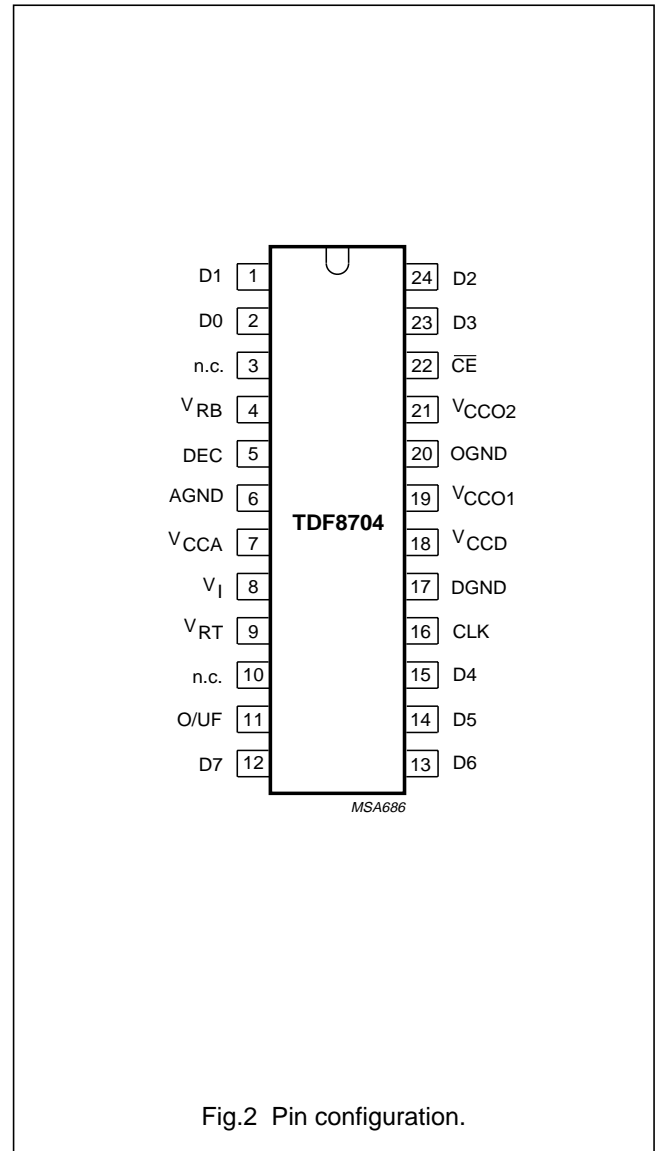 D1 1 24 D2
D0 2 23 D3
n.c. 3 22 C̅E̅
VRB 4 21 VCCO2
DEC 5 20 OGND
AGND 6 19 VCCO1
TDF8704
VCCA 7 18 VCCD
VI 8 17 DGND
VRT 9 16 CLK
n.c. 10 15 D4
O/UF 11 14 D5
D7 12 13 D6
MSA686
Fig.2 Pin configuration.